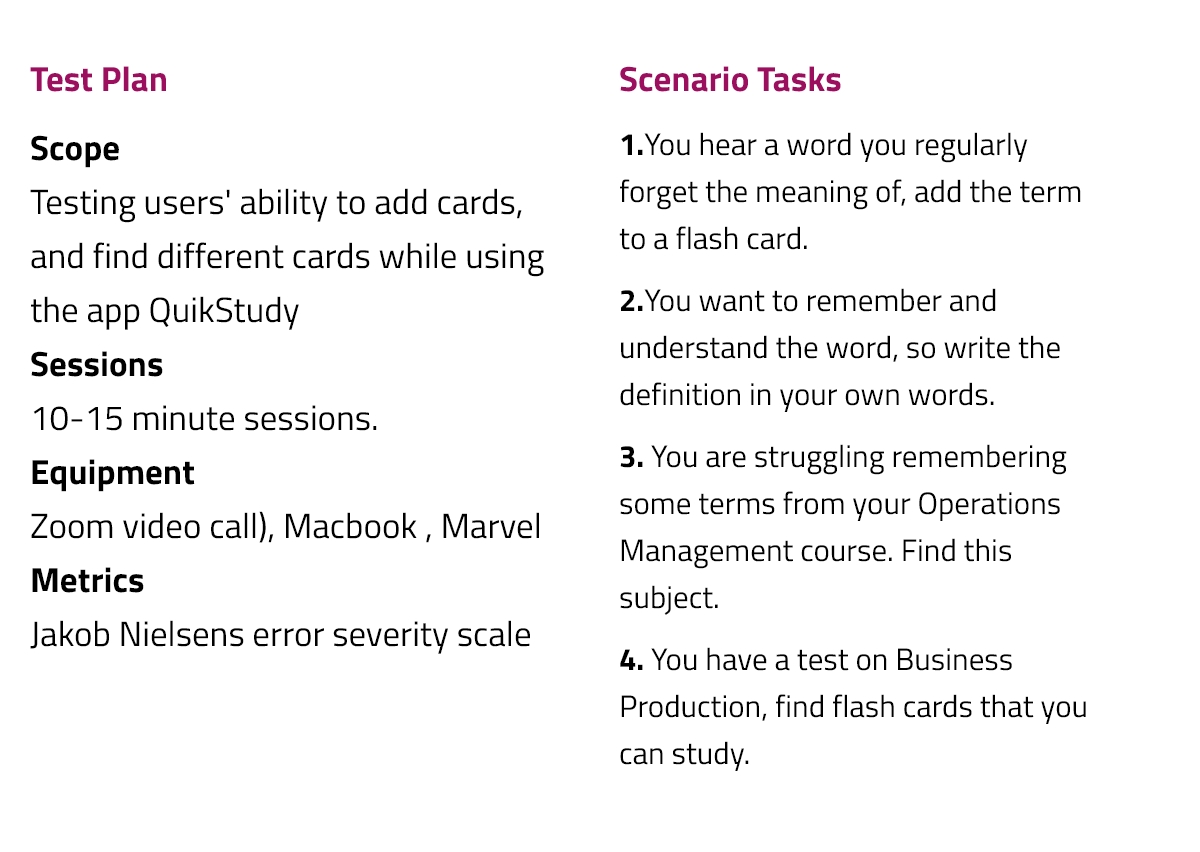 Test Plan
Scope
Testing users' ability to add cards,
and find different cards while using
the app QuikStudy
Sessions
10-15 minute sessions.
Equipment
Zoom video call), Macbook , Marvel
Metrics
Jakob Nielsens error severity scale
Scenario Tasks
1.You hear a word you regularly
forget the meaning of, add the term
to a flash card.
2.You want to remember and
understand the word, so write the
definition in your own words.
3. You are struggling remembering
some terms from your Operations
Management course. Find this
subject.
4. You have a test on Business
Production, find flash cards that you
can study.